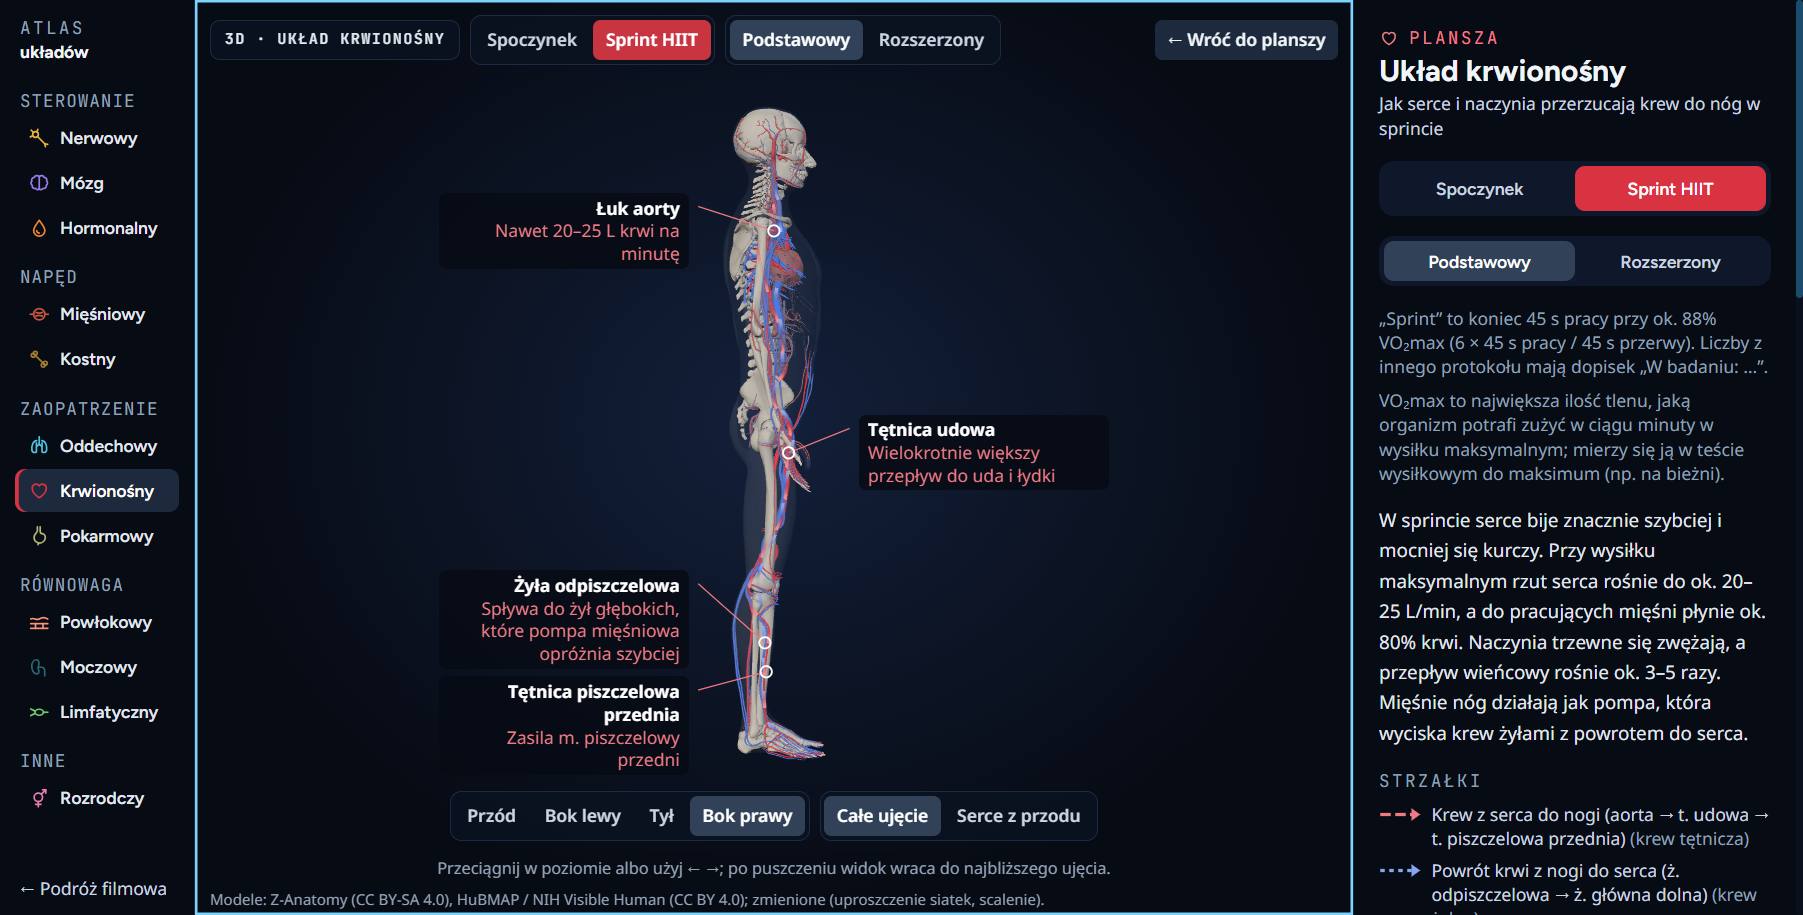 ATLAS
układów
STEROWANIE
Nerwowy
Mózg
Hormonalny
NAPĘD
Mięśniowy
Kostny
ZAOPATRZENIE
Oddechowy
Krwionośny
Pokarmowy
RÓWNOWAGA
Powłokowy
Moczowy
Limfatyczny
INNE
Rozrodczy
← Podróż filmowa
3D · UKŁAD KRWIONOŚNY
Spoczynek
Sprint HIIT
Podstawowy
Rozszerzony
← Wróć do planszy
Łuk aorty
Nawet 20–25 L krwi na
minutę
Tętnica udowa
Wielokrotnie większy
przepływ do uda i łydki
Żyła odpiszczelowa
Spływa do żył głębokich,
które pompa mięśniowa
opróżnia szybciej
Tętnica piszczelowa
przednia
Zasila m. piszczelowy
przedni
Przód
Bok lewy
Tył
Bok prawy
Całe ujęcie
Serce z przodu
Przeciągnij w poziomie albo użyj ← →; po puszczeniu widok wraca do najbliższego ujęcia.
Modele: Z-Anatomy (CC BY-SA 4.0), HuBMAP / NIH Visible Human (CC BY 4.0); zmienione (uproszczenie siatek, scalenie).
PLANSZA
Układ krwionośny
Jak serce i naczynia przerzucają krew do nóg w
sprincie
Spoczynek
Sprint HIIT
Podstawowy
Rozszerzony
„Sprint” to koniec 45 s pracy przy ok. 88%
VO₂max (6 × 45 s pracy / 45 s przerwy). Liczby z
innego protokołu mają dopisek „W badaniu: …”.
VO₂max to największa ilość tlenu, jaką
organizm potrafi zużyć w ciągu minuty w
wysiłku maksymalnym; mierzy się ją w teście
wysiłkowym do maksimum (np. na bieżni).
W sprincie serce bije znacznie szybciej i
mocniej się kurczy. Przy wysiłku
maksymalnym rzut serca rośnie do ok. 20–
25 L/min, a do pracujących mięśni płynie ok.
80% krwi. Naczynia trzewne się zwężają, a
przepływ wieńcowy rośnie ok. 3–5 razy.
Mięśnie nóg działają jak pompa, która
wyciska krew żyłami z powrotem do serca.
STRZAŁKI
Krew z serca do nogi (aorta → t. udowa →
t. piszczelowa przednia) (krew tętnicza)
Powrót krwi z nogi do serca (ż.
odpiszczelowa → ż. główna dolna) (krew